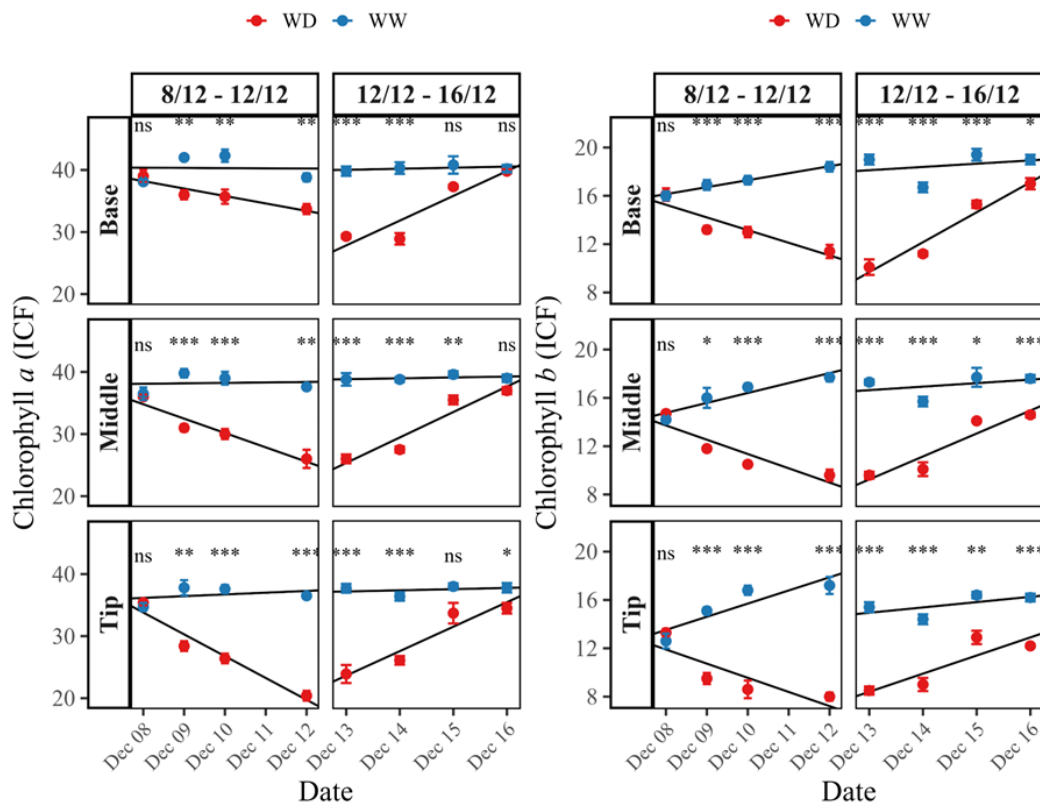 WD WW WD WW
8/12 - 12/12 12/12 - 16/12 8/12 - 12/12 12/12 - 16/12
ns ** ** ** *** *** ns ns
40
30
20
Base
ns *** *** *** *** *** *** *
20
16
12
8
Base
ns *** *** ** *** *** ** ns
40
30
20
Middle
ns * *** *** *** *** * ***
20
16
12
8
Middle
ns ** *** *** *** *** ns *
40
30
20
Tip
ns *** *** *** *** *** ** ***
20
16
12
8
Tip
Chlorophyll a (ICF)
Chlorophyll b (ICF)
Dec 08 Dec 09 Dec 10 Dec 11 Dec 12 Dec 13 Dec 14 Dec 15 Dec 16
Dec 08 Dec 09 Dec 10 Dec 11 Dec 12 Dec 13 Dec 14 Dec 15 Dec 16
Date Date